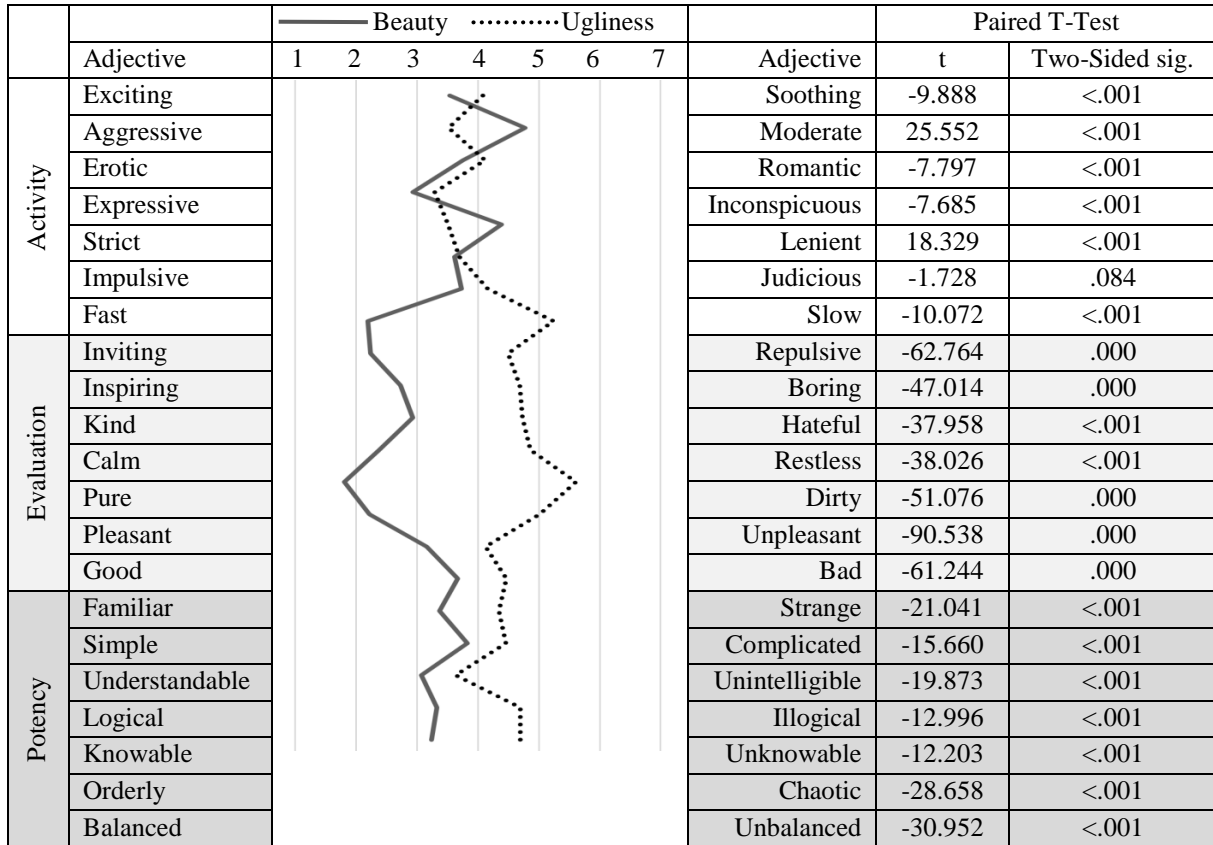 Beauty Ugliness Paired T-Test
Adjective 1 2 3 4 5 6 7 Adjective t Two-Sided sig.
Activity
Exciting Soothing -9.888 <.001
Aggressive Moderate 25.552 <.001
Erotic Romantic -7.797 <.001
Expressive Inconspicuous -7.685 <.001
Strict Lenient 18.329 <.001
Impulsive Judicious -1.728 .084
Fast Slow -10.072 <.001
Evaluation
Inviting Repulsive -62.764 .000
Inspiring Boring -47.014 .000
Kind Hateful -37.958 <.001
Calm Restless -38.026 <.001
Pure Dirty -51.076 .000
Pleasant Unpleasant -90.538 .000
Good Bad -61.244 .000
Potency
Familiar Strange -21.041 <.001
Simple Complicated -15.660 <.001
Understandable Unintelligible -19.873 <.001
Logical Illogical -12.996 <.001
Knowable Unknowable -12.203 <.001
Orderly Chaotic -28.658 <.001
Balanced Unbalanced -30.952 <.001